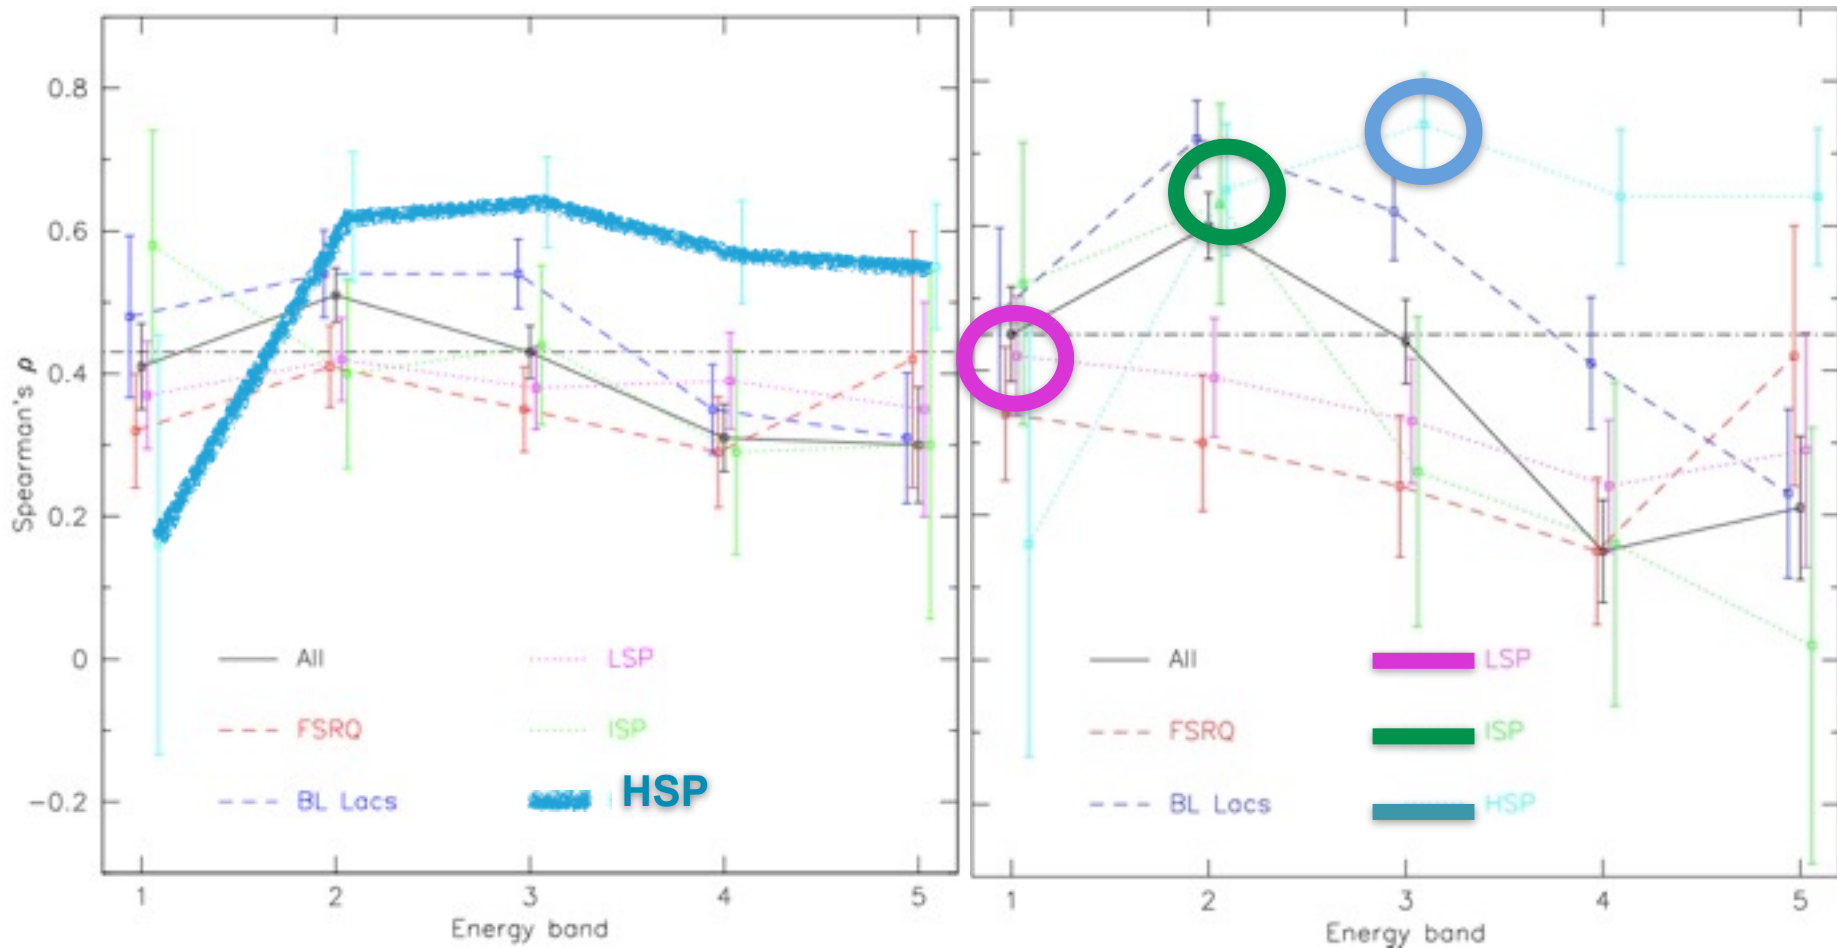 0.8
0.6
0.4
0.2
0
−0.2
Spearman's ρ
All
LSP
FSRQ
ISP
BL Lacs
HSP
1 2 3 4 5
Energy band
All
LSP
FSRQ
ISP
BL Lacs
HSP
1 2 3 4 5
Energy band